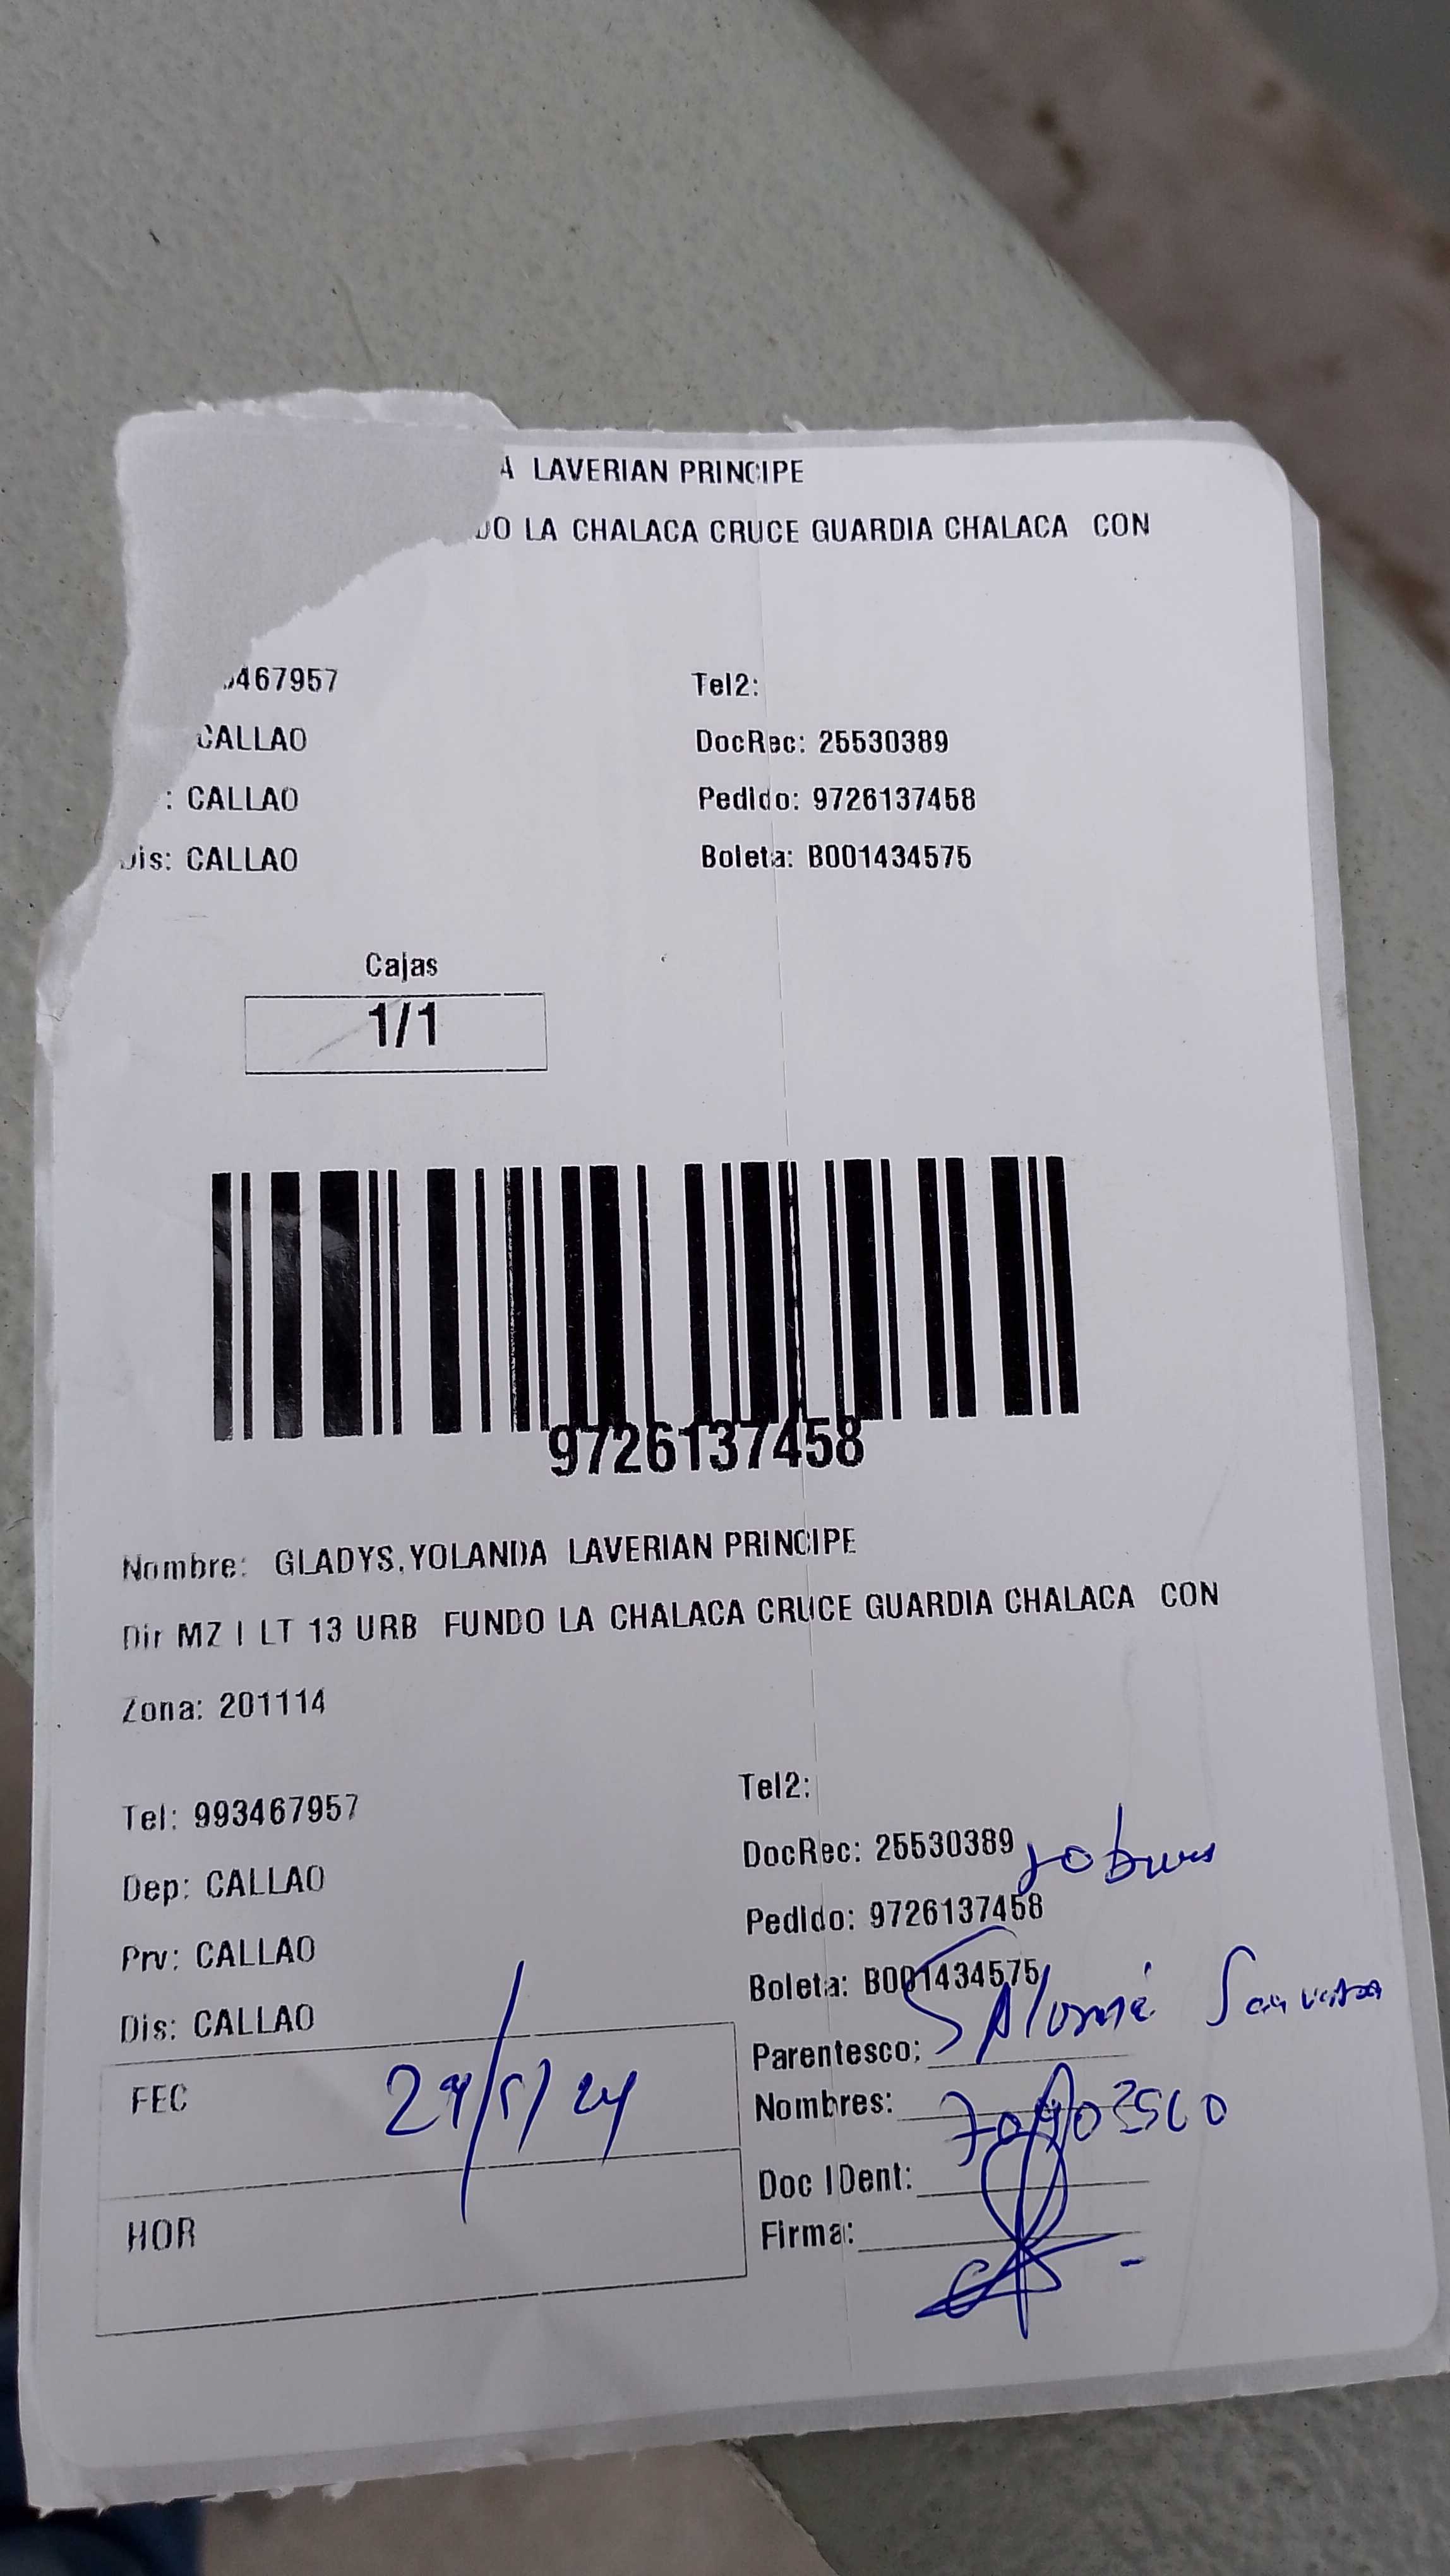 A LAVERIAN PRINCIPE
DO LA CHALACA CRUCE GUARDIA CHALACA CON
467957
Tel2:
CALLAO
DocRec: 25530389
: CALLAO
Pedido: 9726137458
Dis: CALLAO
Boleta: B001434575
Cajas
1/1
9726137458
Nombre: GLADYS,YOLANDA LAVERIAN PRINCIPE
Dir MZ I LT 13 URB FUNDO LA CHALACA CRUCE GUARDIA CHALACA CON
Zona: 201114
Tel: 993467957
Tel2:
Dep: CALLAO
DocRec: 25530389
Prv: CALLAO
Pedido: 9726137458
Dis: CALLAO
Boleta: B001434575
Parentesco: Salomé
FEC
Nombres:
Doc IDent:
HOR
Firma: